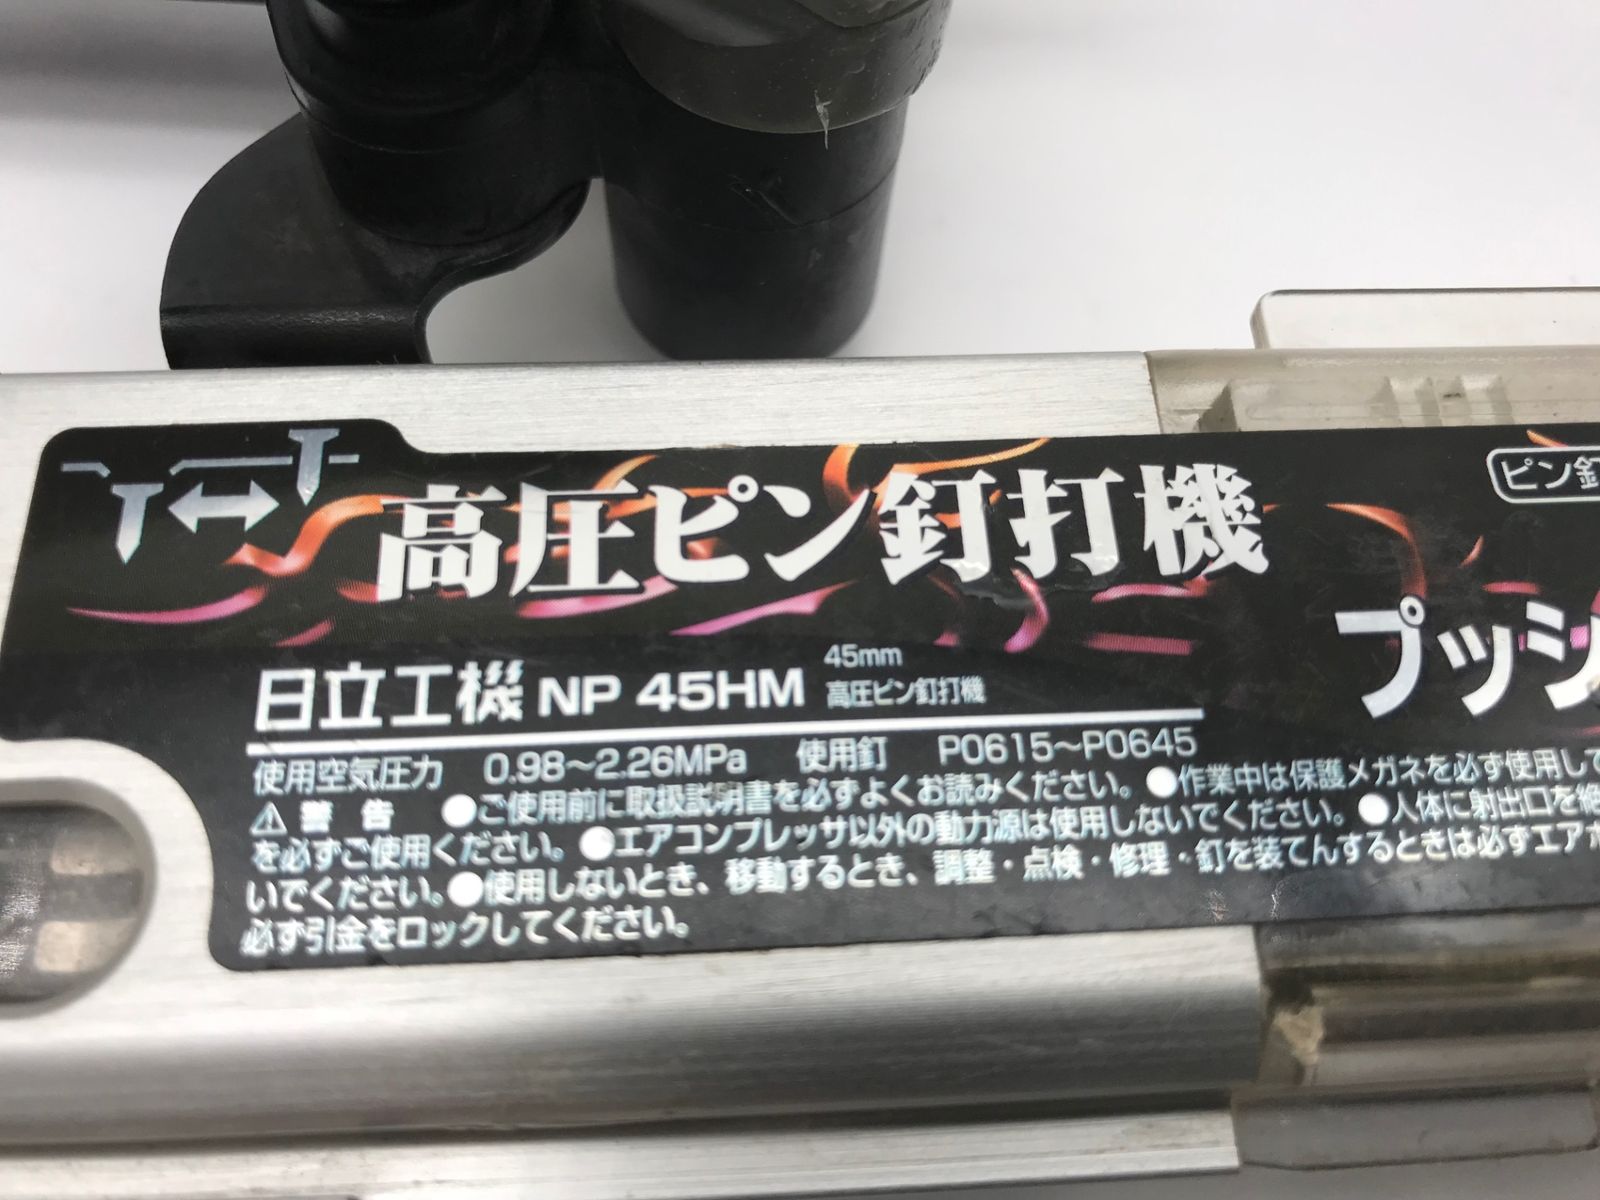 高圧ピン釘打機
ピン釘
プッシ
日立工機 NP 45HM
45mm
高圧ピン釘打機
使用空気圧力 0.98～2.26MPa 使用釘 P0615～P0645
⚠ 警告 ●ご使用前に取扱説明書を必ずよくお読みください。●作業中は保護メガネを必ず使用して
を必ずご使用ください。●エアコンプレッサ以外の動力源は使用しないでください。●人体に射出口を絶
いでください。●使用しないとき、移動するとき、調整・点検・修理・釘を装てんするときは必ずエアホ
必ず引金をロックしてください。